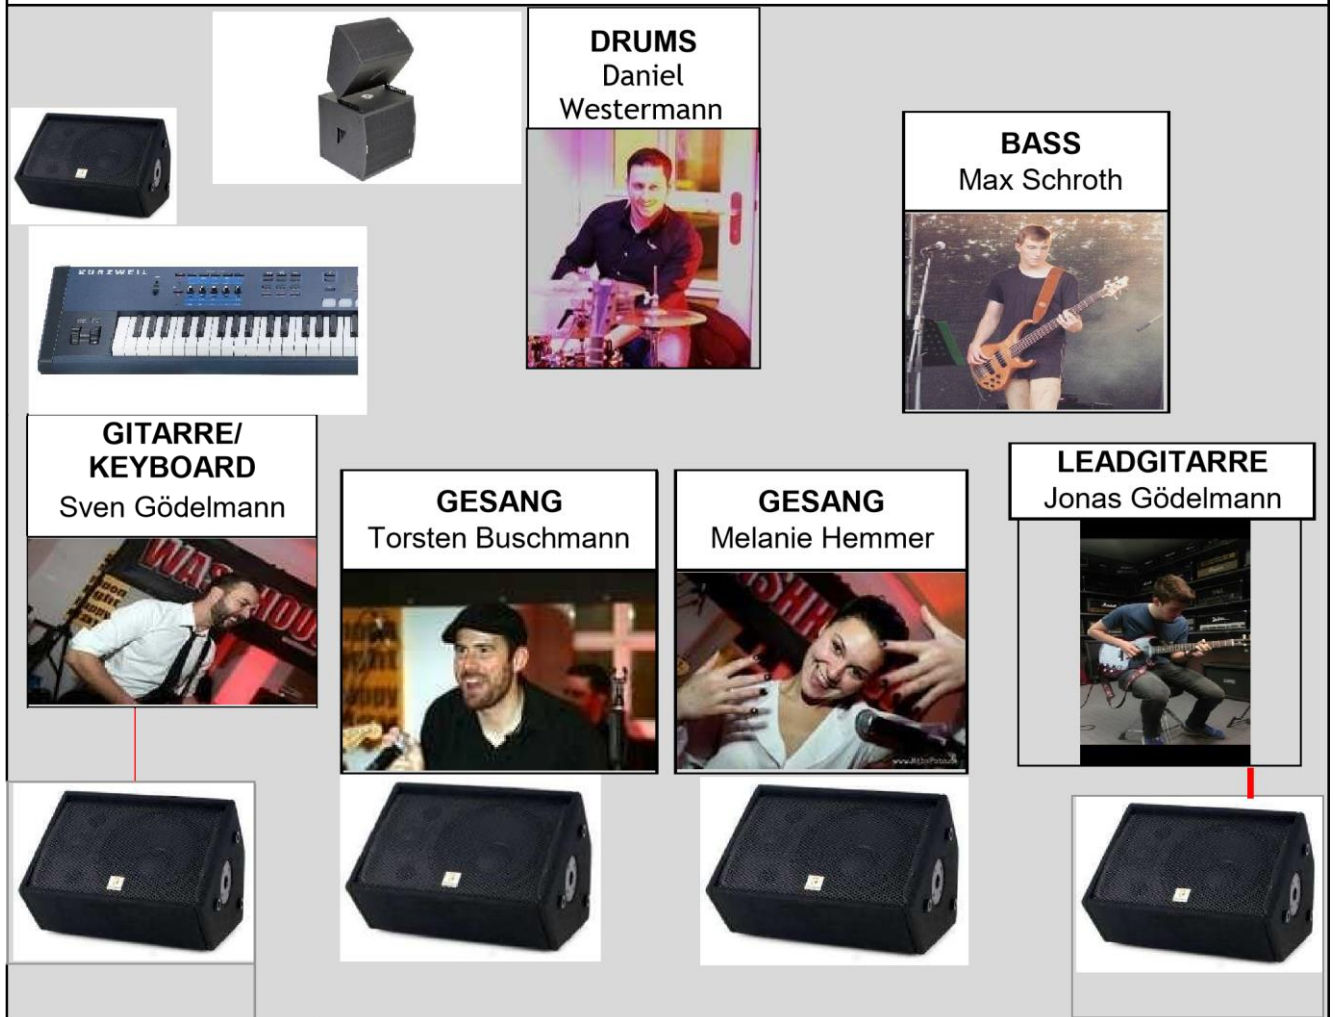 DRUMS
Daniel
Westermann
BASS
Max Schroth
KURZWEIL
GITARRE/
KEYBOARD
Sven Gödelmann
GESANG
Torsten Buschmann
GESANG
Melanie Hemmer
LEADGITARRE
Jonas Gödelmann